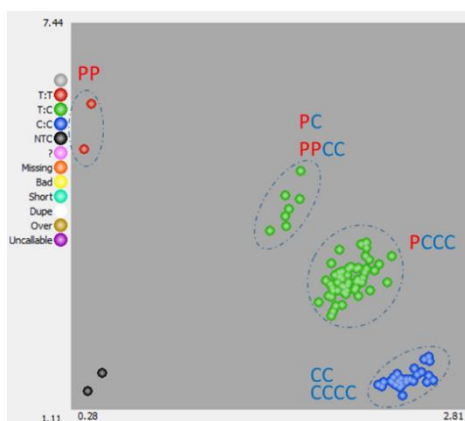 7.44
PP
T:T
T:C
C:C
NTC
?
Missing
Bad
Short
Dupe
Over
Uncallable
PC
PPCC
PCCC
CC
CCCC
1.11
0.28
2.81